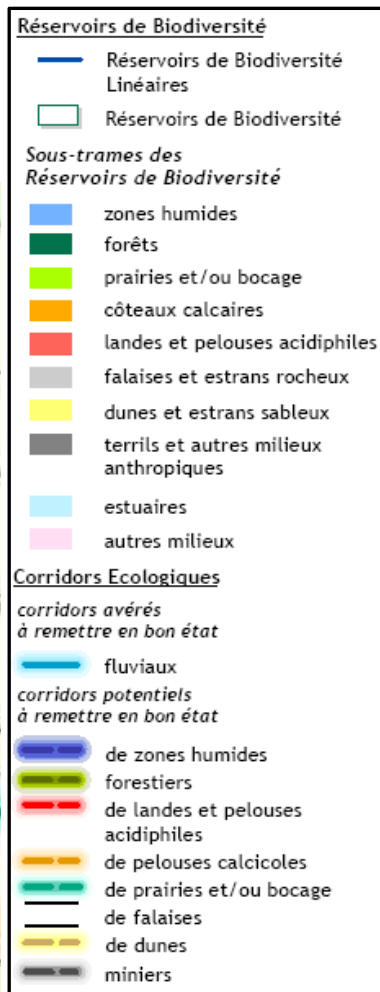 Réservoirs de Biodiversité
Réservoirs de Biodiversité
Linéaires
Réservoirs de Biodiversité
Sous-trames des
Réservoirs de Biodiversité
zones humides
forêts
prairies et/ou bocage
côteaux calcaires
landes et pelouses acidiphiles
falaises et estrans rocheux
dunes et estrans sableux
terrils et autres milieux
anthropiques
estuaires
autres milieux
Corridors Ecologiques
corridors avérés
à remettre en bon état
fluviaux
corridors potentiels
à remettre en bon état
de zones humides
forestiers
de landes et pelouses
acidiphiles
de pelouses calcicoles
de prairies et/ou bocage
de falaises
de dunes
miniers